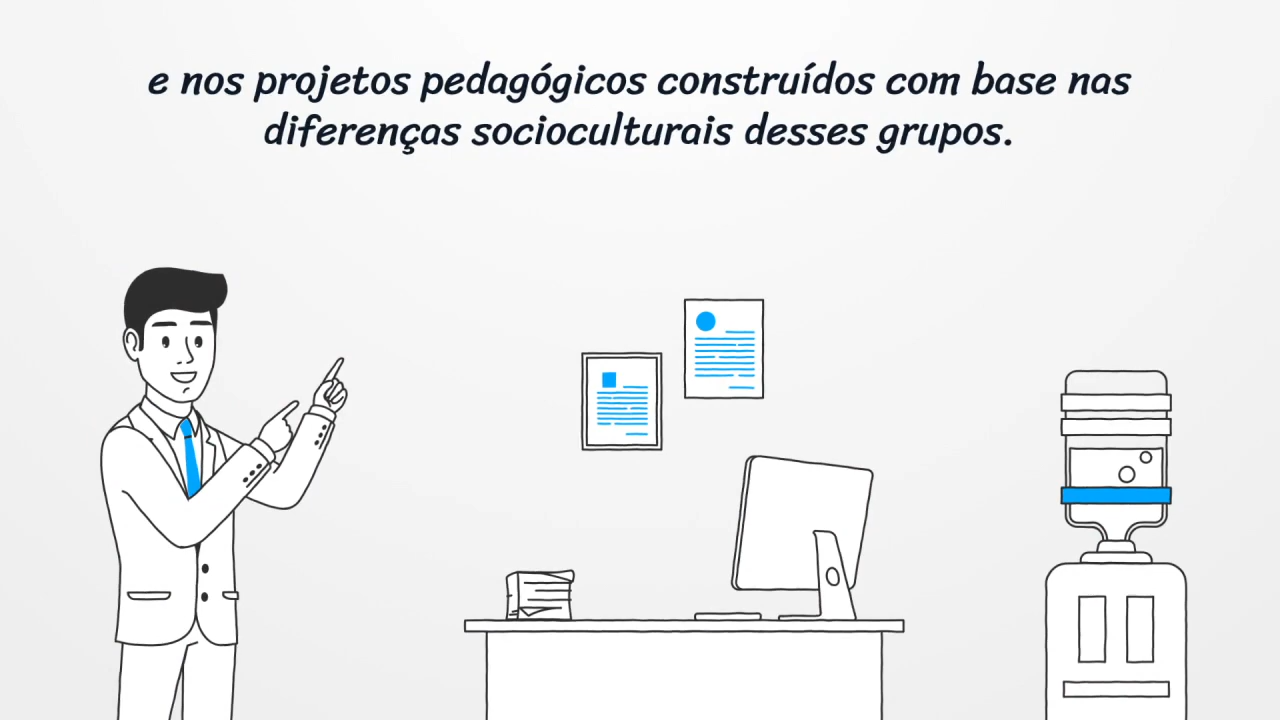 e nos projetos pedagógicos construídos com base nas
diferenças socioculturais desses grupos.